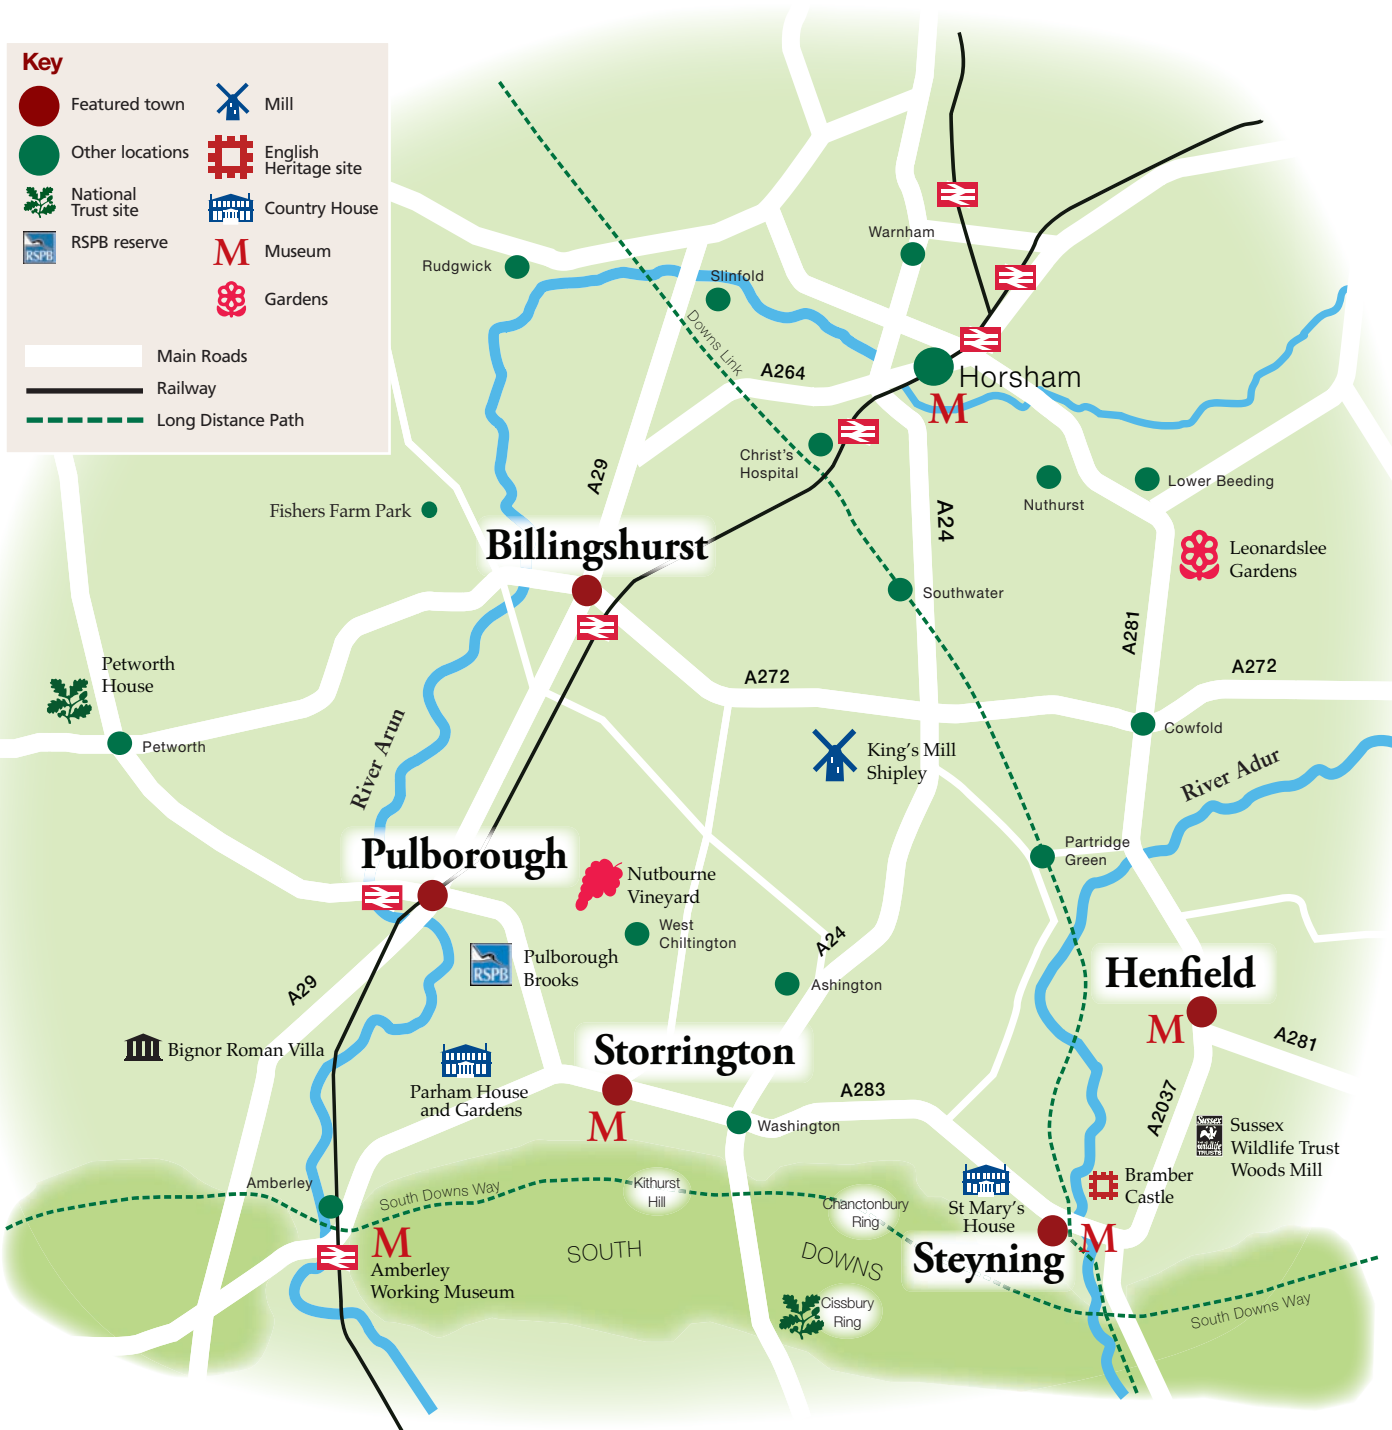 Key
Featured town
Other locations
National
Trust site
RSPB
RSPB reserve
Mill
English
Heritage site
Country House
M
Museum
Gardens
Main Roads
Railway
Long Distance Path
Warnham
Rudgwick
Slinfold
Downs Link
A264
Horsham
M
Christ's
Hospital
A29
Nuthurst
Lower Beeding
Fishers Farm Park
A24
Billingshurst
Leonardslee
Gardens
Southwater
A281
Petworth
House
A272
A272
Petworth
Cowfold
River Arun
King's Mill
Shipley
River Adur
Pulborough
Partridge
Green
Nutbourne
Vineyard
West
Chiltington
A24
RSPB
Pulborough
Brooks
Ashington
Henfield
A29
M
A281
Bignor Roman Villa
Storrington
Parham House
and Gardens
M
A283
A2037
Washington
Sussex
Wildlife
TRUSTS
Sussex
Wildlife Trust
Woods Mill
Amberley
South Downs Way
Kithurst
Hill
Chanctonbury
Ring
St Mary's
House
Bramber
Castle
M
Amberley
Working Museum
SOUTH
DOWNS
Steyning
M
Cissbury
Ring
South Downs Way